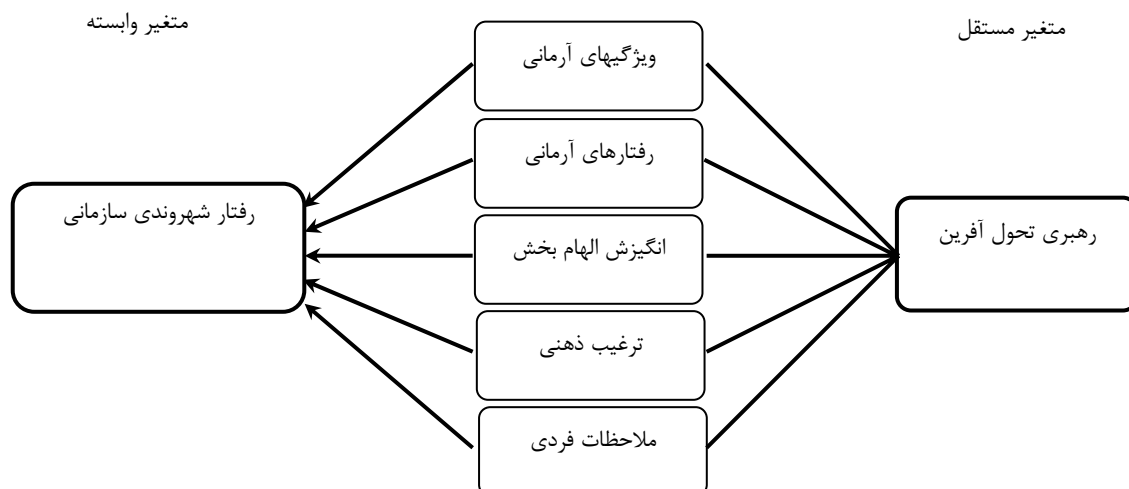 متغیر مستقل
متغیر وابسته
ویژگیهای آرمانی
رفتارهای آرمانی
رهبری تحول آفرین
انگیزش الهام بخش
رفتار شهروندی سازمانی
ترغیب ذهنی
ملاحظات فردی